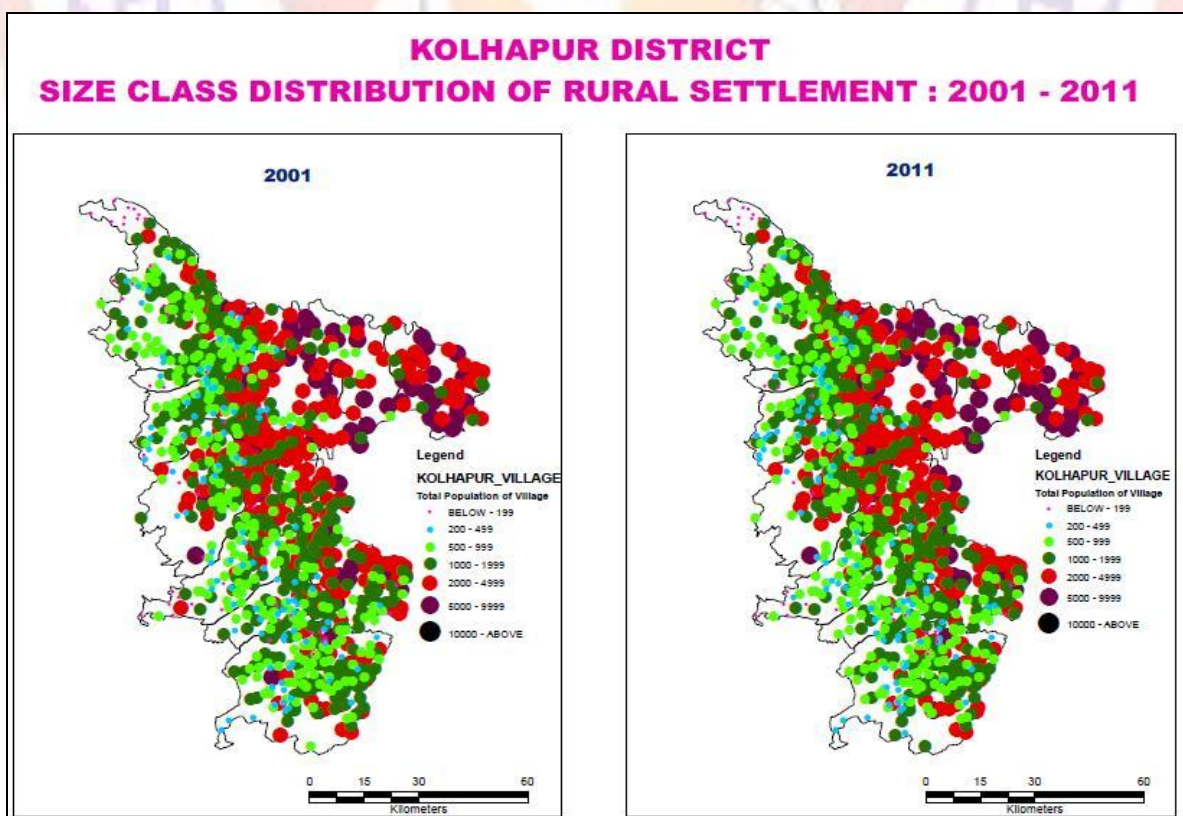 KOLHAPUR DISTRICT
SIZE CLASS DISTRIBUTION OF RURAL SETTLEMENT : 2001 - 2011
2001
Legend
KOLHAPUR_VILLAGE
Total Population of Village
BELOW - 199
200 - 499
500 - 999
1000 - 1999
2000 - 4999
5000 - 9999
10000 - ABOVE
0 15 30 60
Kilometers
2011
Legend
KOLHAPUR_VILLAGE
Total Population of Village
BELOW - 199
200 - 499
500 - 999
1000 - 1999
2000 - 4999
5000 - 9999
10000 - ABOVE
0 15 30 60
Kilometers